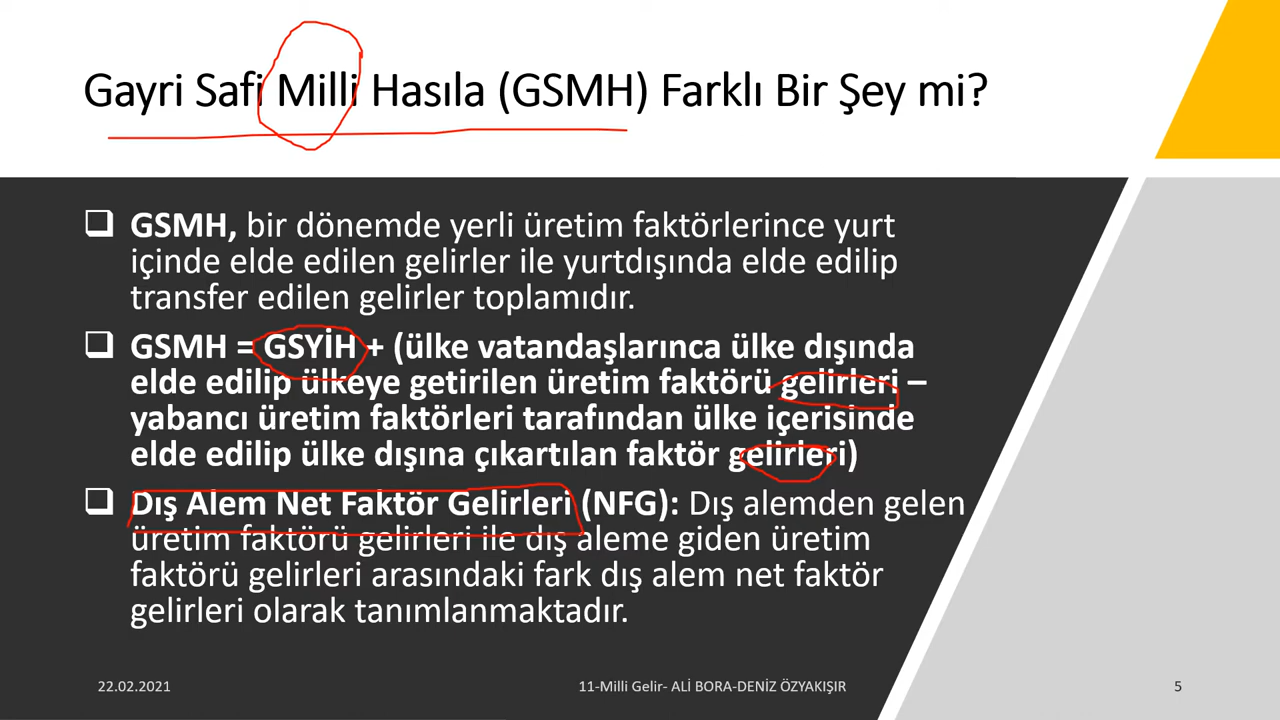 Gayri Safi Milli Hasıla (GSMH) Farklı Bir Şey mi?
GSMH, bir dönemde yerli üretim faktörlerince yurt
içinde elde edilen gelirler ile yurtdışında elde edilip
transfer edilen gelirler toplamıdır.
GSMH = GSYİH + (ülke vatandaşlarınca ülke dışında
elde edilip ülkeye getirilen üretim faktörü gelirleri –
yabancı üretim faktörleri tarafından ülke içerisinde
elde edilip ülke dışına çıkartılan faktör gelirleri)
Dış Alem Net Faktör Gelirleri (NFG): Dış alemden gelen
üretim faktörü gelirleri ile dış aleme giden üretim
faktörü gelirleri arasındaki fark dış alem net faktör
gelirleri olarak tanımlanmaktadır.
22.02.2021
11-Milli Gelir- ALİ BORA-DENİZ ÖZYAKIŞIR
5